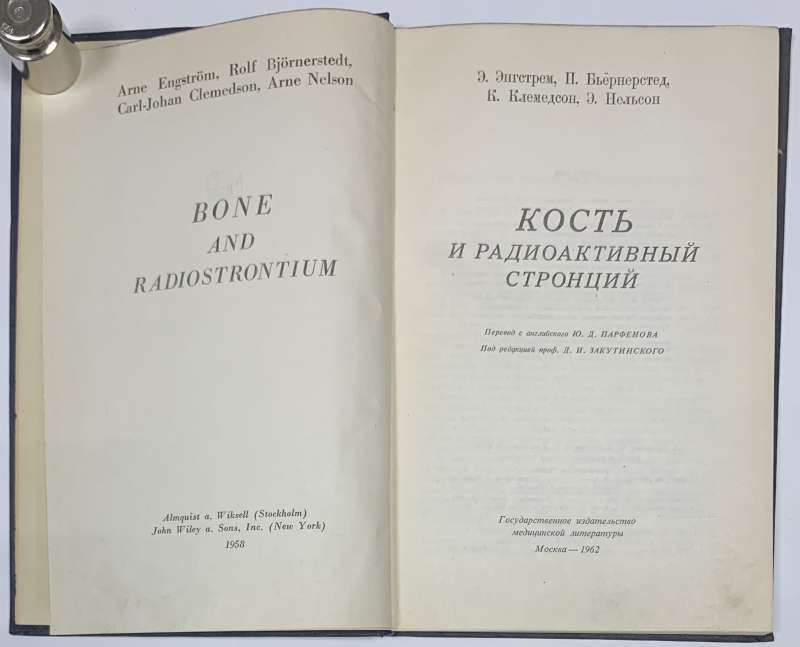 Arne Engström, Rolf Björnerstedt,
Carl-Johan Clemedson, Arne Nelson
BONE
AND
RADIOSTRONTIUM
Almquist a. Wiksell (Stockholm)
John Wiley a. Sons, Inc. (New York)
1958
Э. Энгстрем, П. Бьёрнерстед,
К. Клемедсон, Э. Нельсон
КОСТЬ
И РАДИОАКТИВНЫЙ
СТРОНЦИЙ
Перевод с английского Ю. Д. ПАРФЕНОВА
Под редакцией проф. Д. И. ЗАКУТИНСКОГО
Государственное издательство
медицинской литературы
Москва — 1962